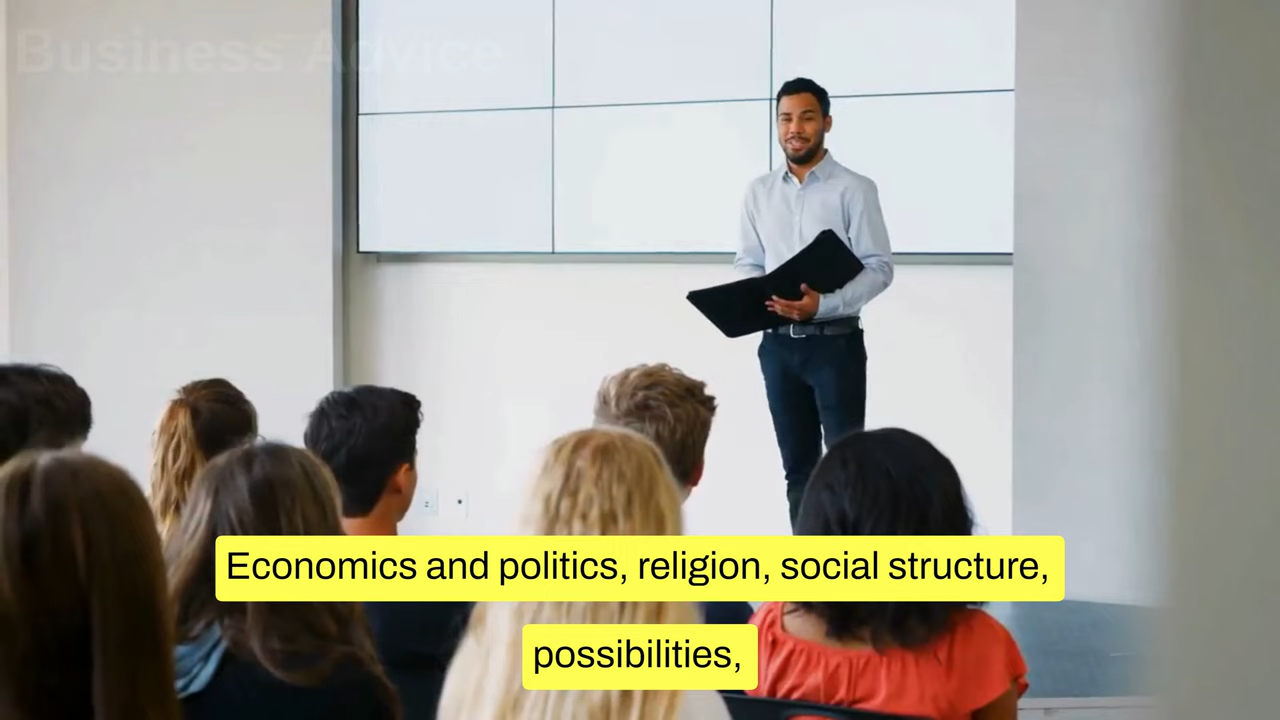 Business Advice
Economics and politics, religion, social structure,
possibilities,